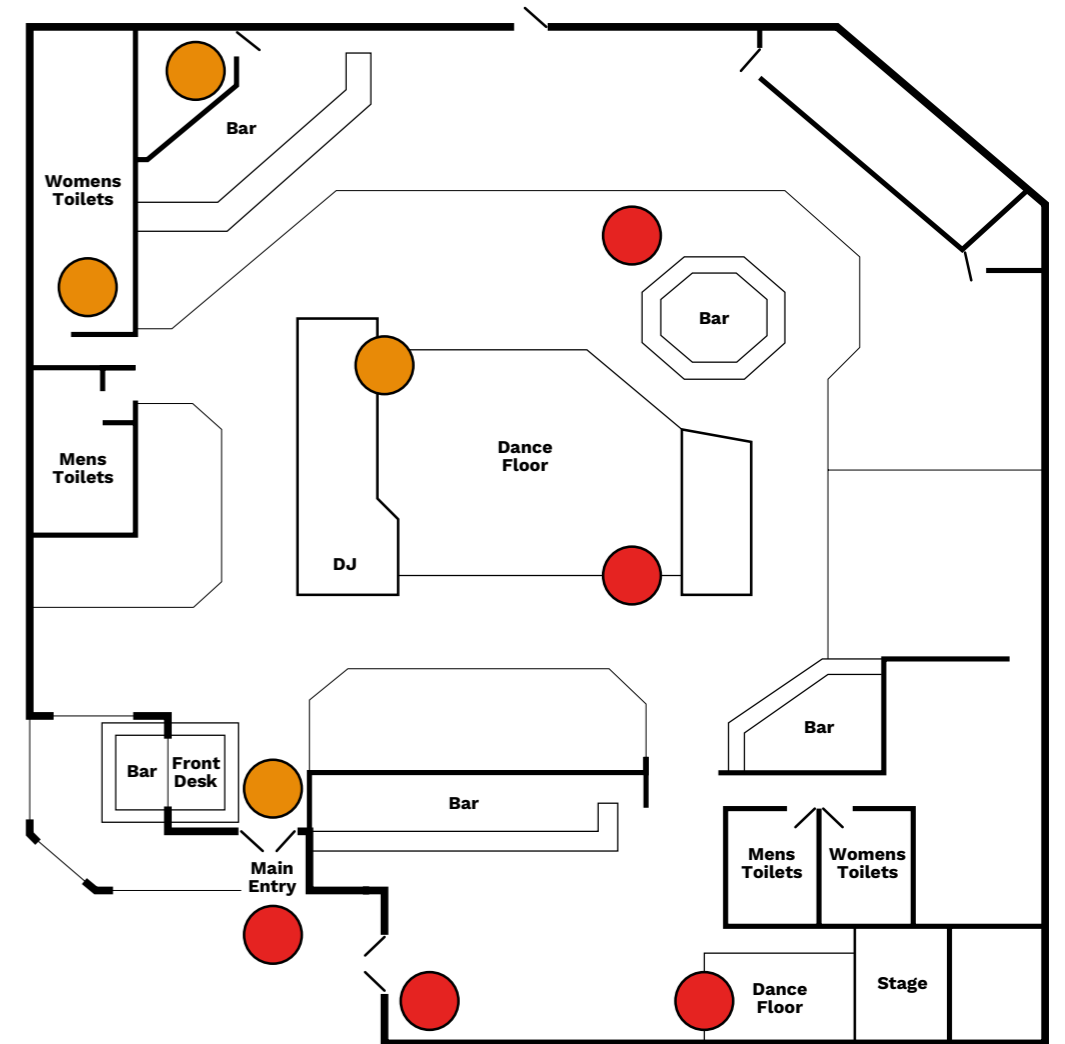 Bar
Womens
Toilets
Bar
Dance
Floor
Mens
Toilets
DJ
Bar
Bar
Front
Desk
Bar
Main
Entry
Mens
Toilets
Womens
Toilets
Dance
Floor
Stage